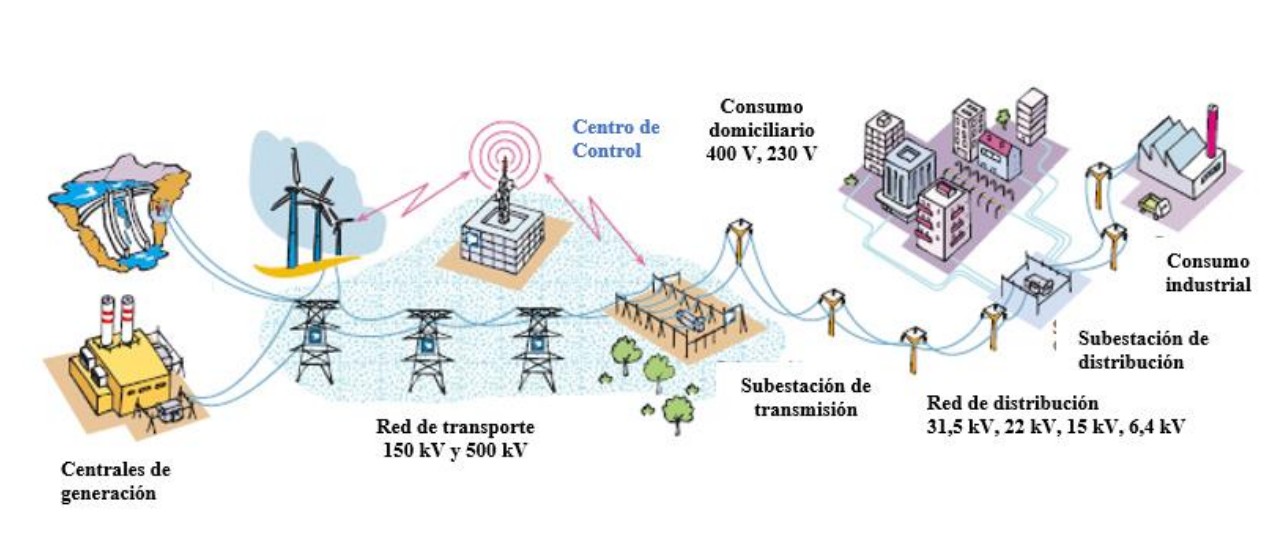 Consumo
domiciliario
400 V, 230 V
Centro de
Control
Consumo
industrial
Subestación de
distribución
Subestación de
transmisión
Red de distribución
31,5 kV, 22 kV, 15 kV, 6,4 kV
Red de transporte
150 kV y 500 kV
Centrales de
generación